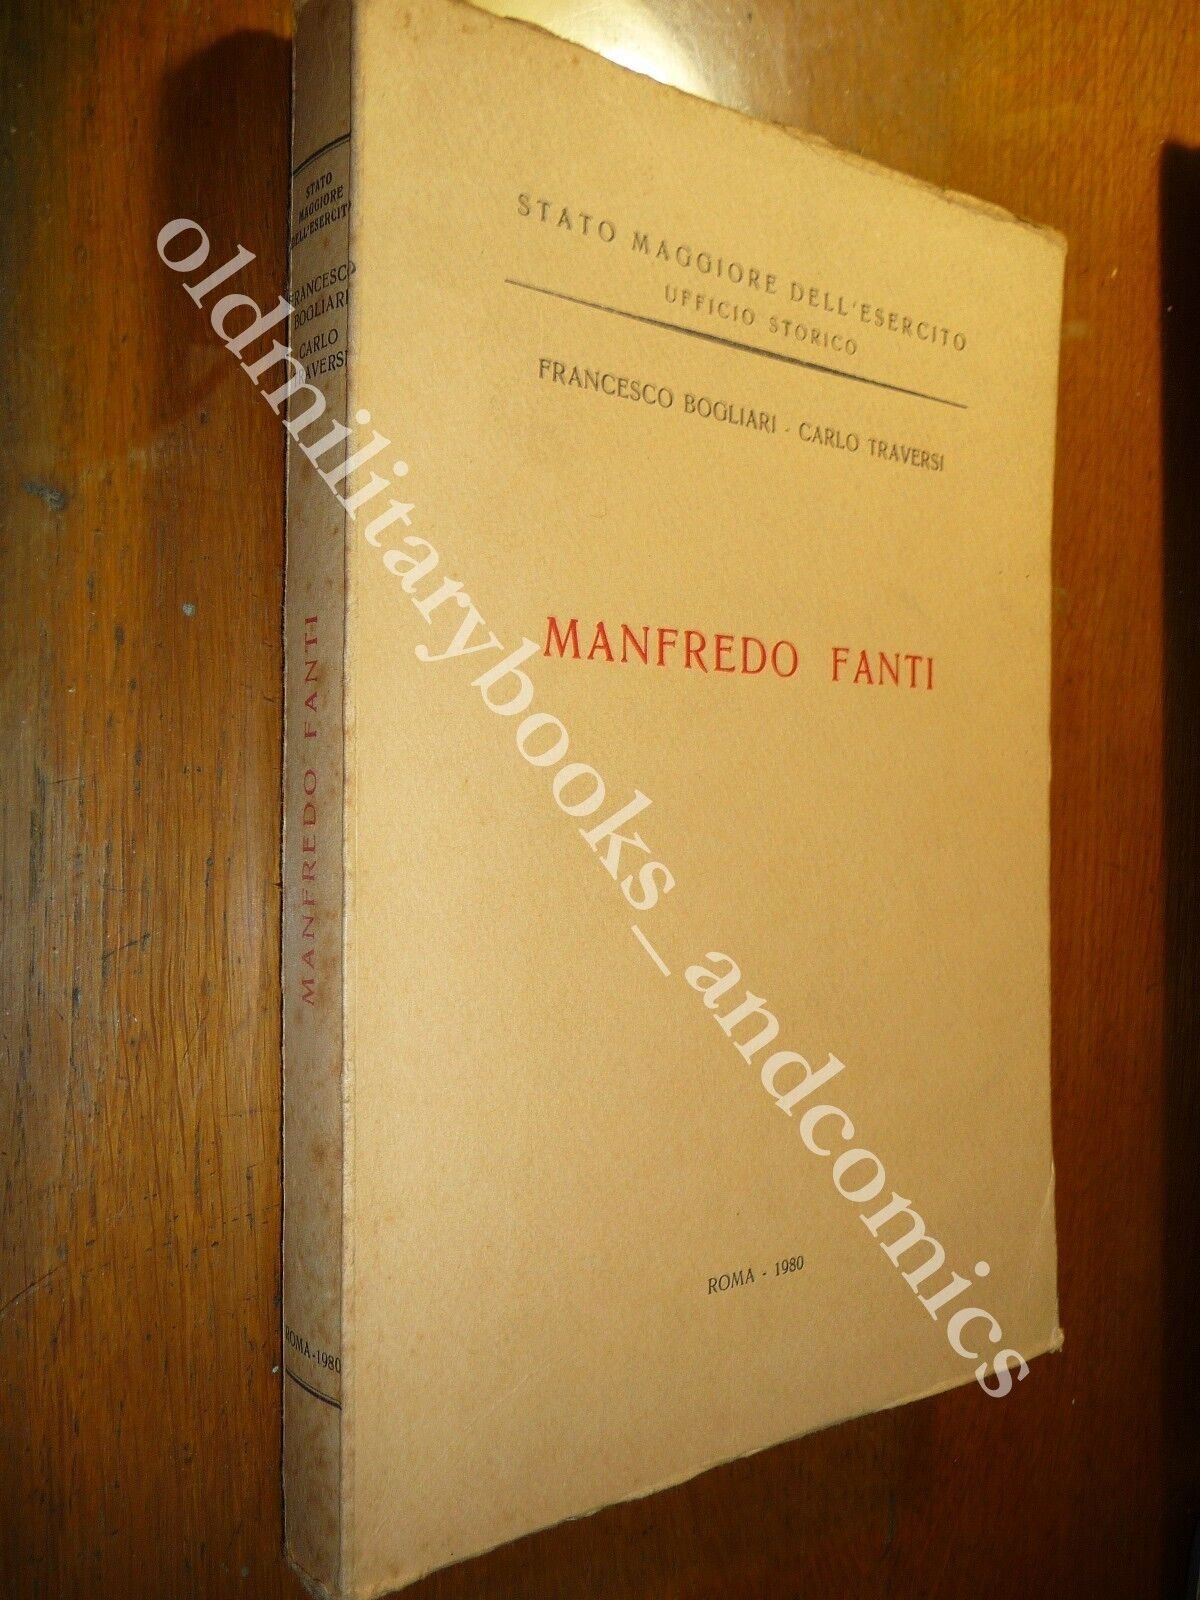 STATO
MAGGIORE
DELL'ESERCITO
FRANCESCO
BOGLIARI
CARLO
TRAVERSI
MANFREDO FANTI
ROMA-1980
STATO MAGGIORE DELL'ESERCITO
UFFICIO STORICO
FRANCESCO BOGLIARI - CARLO TRAVERSI
MANFREDO FANTI
ROMA - 1980
oldmilitarybooks_andcomics